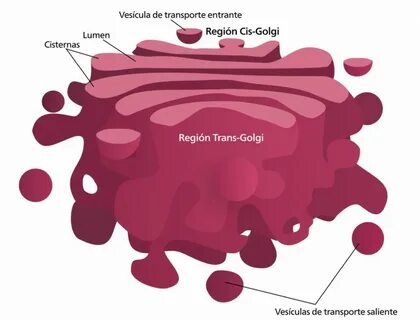 Vesícula de transporte entrante
Región Cis-Golgi
Lumen
Cisternas
Región Trans-Golgi
Vesículas de transporte saliente